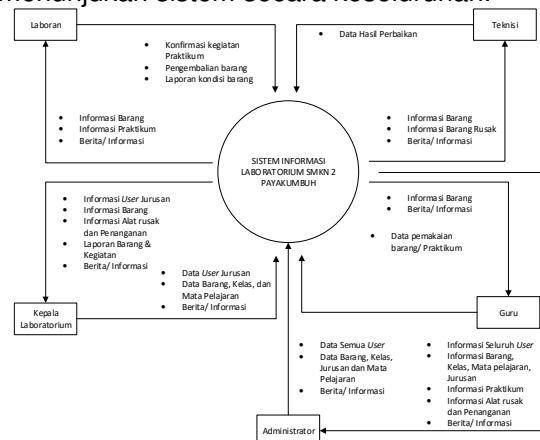 menunjukan sistem secara keseluruhan.
Laboran
Teknisi
• Konfirmasi kegiatan
Praktikum
• Pengembalian barang
• Laporan kondisi barang
• Data Hasil Perbaikan
• Informasi Barang
• Informasi Praktikum
• Berita/ Informasi
• Informasi Barang
• Informasi Barang Rusak
• Berita/ Informasi
SISTEM INFORMASI
LABORATORIUM SMKN 2
PAYAKUMBUH
• Informasi User Jurusan
• Informasi Barang
• Informasi Alat rusak
dan Penanganan
• Laporan Barang &
Kegiatan
• Berita/ Informasi
• Informasi Barang
• Berita/ Informasi
• Data pemakaian
barang/ Praktikum
• Data User Jurusan
• Data Barang, Kelas, dan
Mata Pelajaran
• Berita/ Informasi
Kepala
Laboratorium
Guru
• Data Semua User
• Data Barang, Kelas,
Jurusan dan Mata
Pelajaran
• Berita/ Informasi
• Informasi Seluruh User
• Informasi Barang,
Kelas, Mata pelajaran,
Jurusan
• Informasi Praktikum
• Informasi Alat rusak
dan Penanganan
• Berita/ Informasi
Administrator